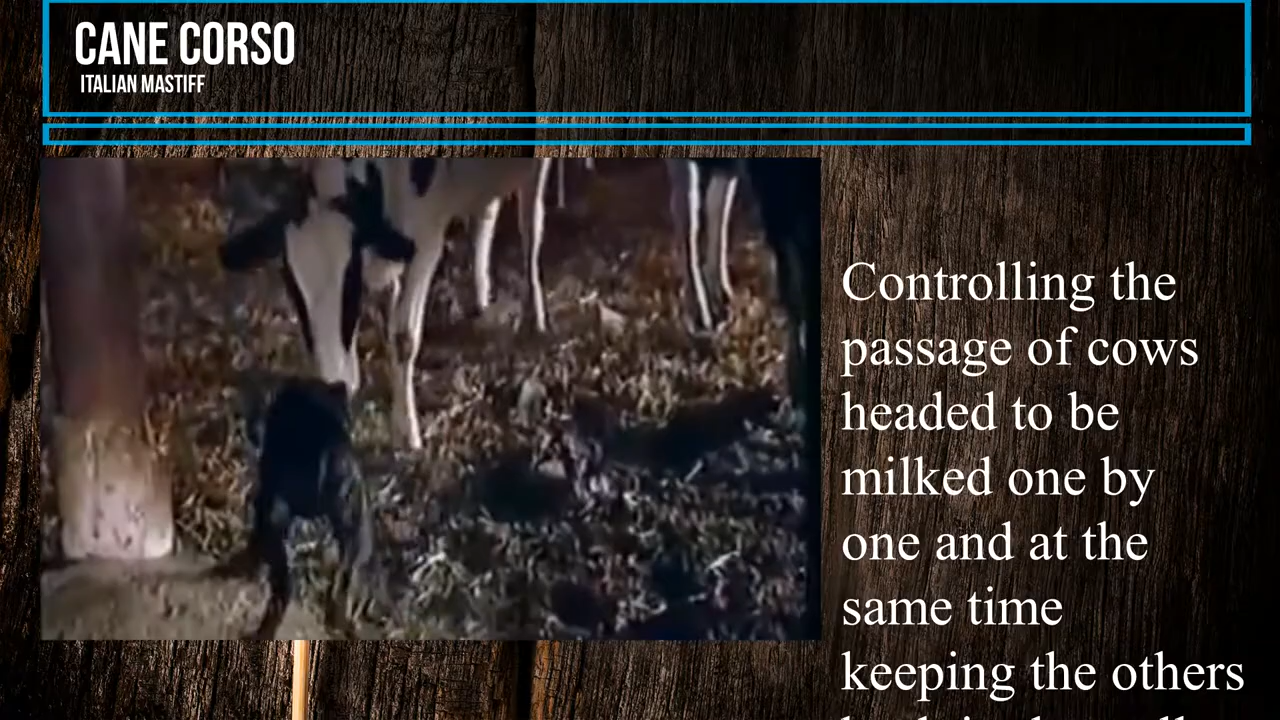 CANE CORSO
ITALIAN MASTIFF
Controlling the
passage of cows
headed to be
milked one by
one and at the
same time
keeping the others